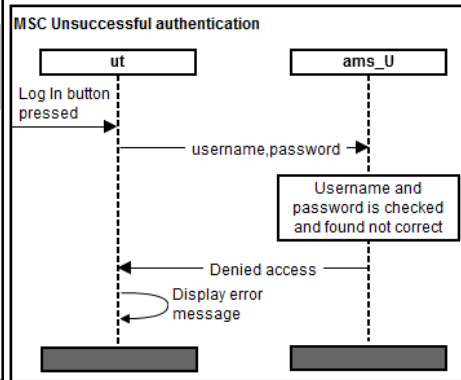 MSC Unsuccessful authentication
ut
ams_U
Log In button
pressed
username,password
Username and
password is checked
and found not correct
Denied access
Display error
message